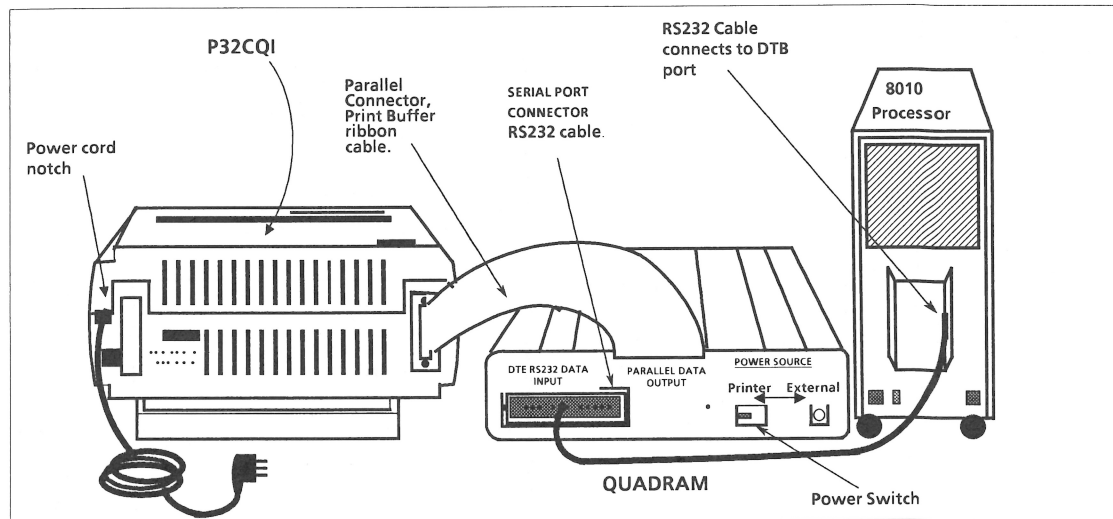 P32CQI
Power cord
notch
Parallel
Connector,
Print Buffer
ribbon
cable.
SERIAL PORT
CONNECTOR
RS232 cable.
RS232 Cable
connects to DTB
port
8010
Processor
DTE RS232 DATA
INPUT
PARALLEL DATA
OUTPUT
POWER SOURCE
Printer External
QUADRAM
Power Switch